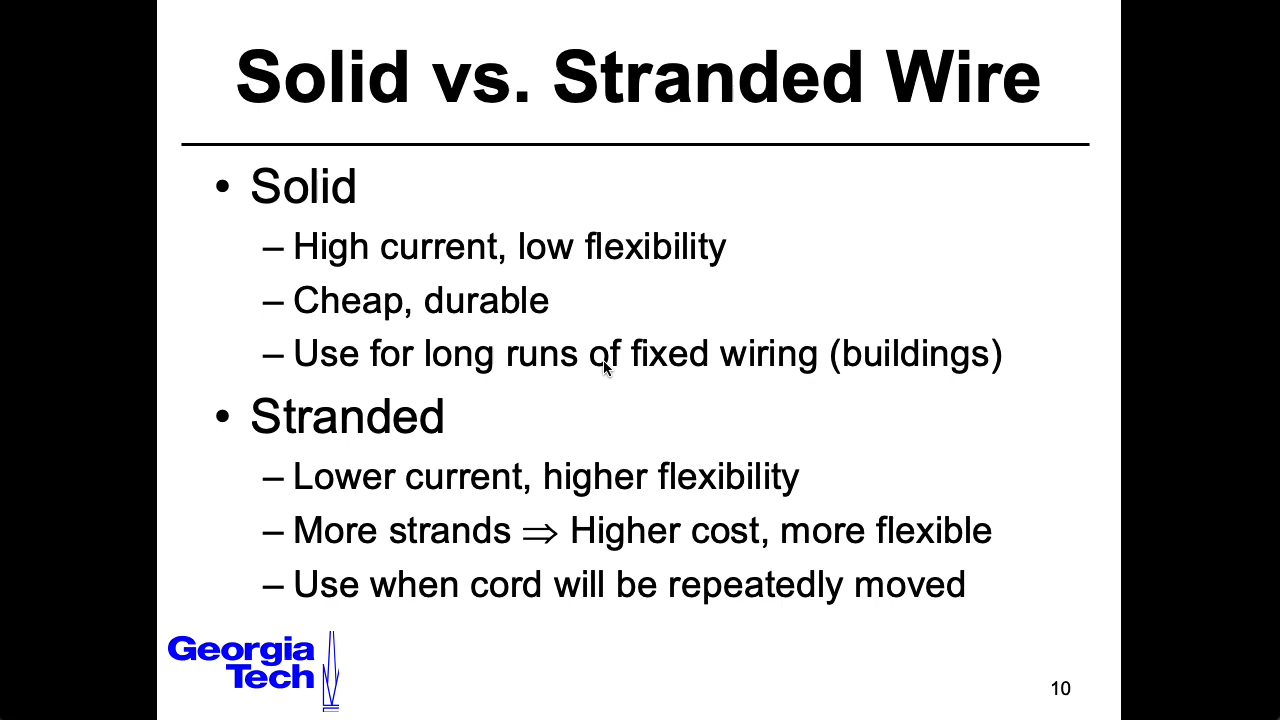 Solid vs. Stranded Wire
• Solid
– High current, low flexibility
– Cheap, durable
– Use for long runs of fixed wiring (buildings)
• Stranded
– Lower current, higher flexibility
– More strands ⇒ Higher cost, more flexible
– Use when cord will be repeatedly moved
Georgia
Tech
10